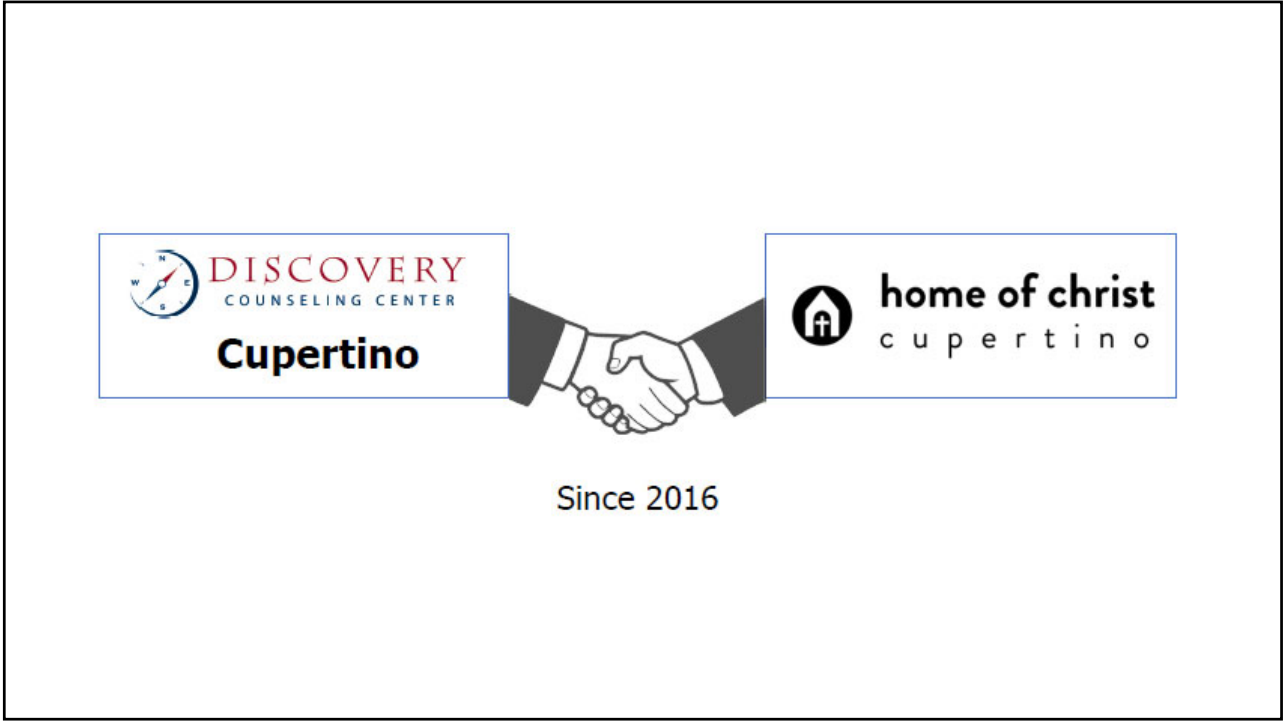 N
W
E
S
DISCOVERY
COUNSELING CENTER
Cupertino
home of christ
cupertino
Since 2016